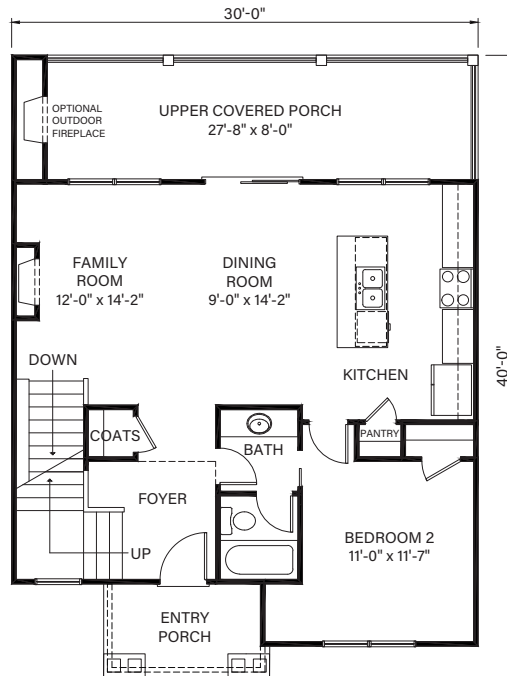 30'-0"
OPTIONAL
OUTDOOR
FIREPLACE
UPPER COVERED PORCH
27'-8" x 8'-0"
FAMILY
ROOM
12'-0" x 14'-2"
DINING
ROOM
9'-0" x 14'-2"
40'-0"
DOWN
KITCHEN
COATS
BATH
PANTRY
FOYER
UP
BEDROOM 2
11'-0" x 11'-7"
ENTRY
PORCH